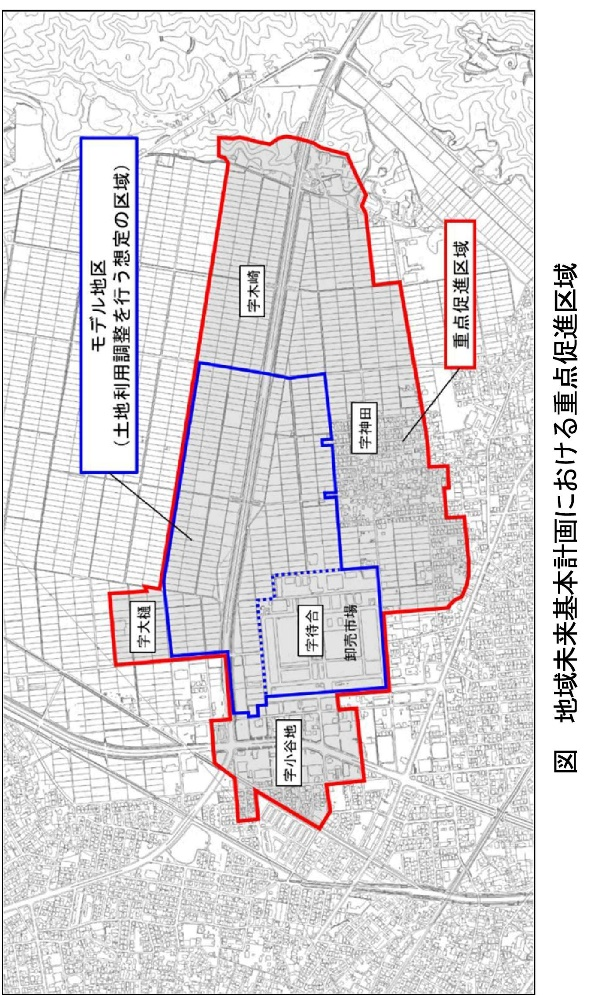 モデル地区
（土地利用調整を行う想定の区域）
字木崎
重点促進区域
字神田
字大樋
字待合
卸売市場
字小谷地
図　地域未来基本計画における重点促進区域